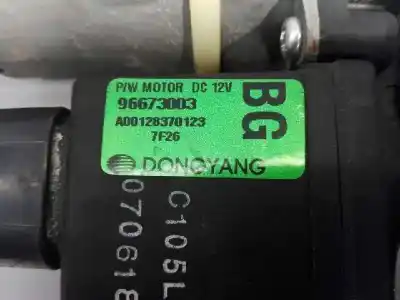 P/W MOTOR DC 12V
96673003
A00128370123
7F26
DONGYANG
BG
C105L
070618